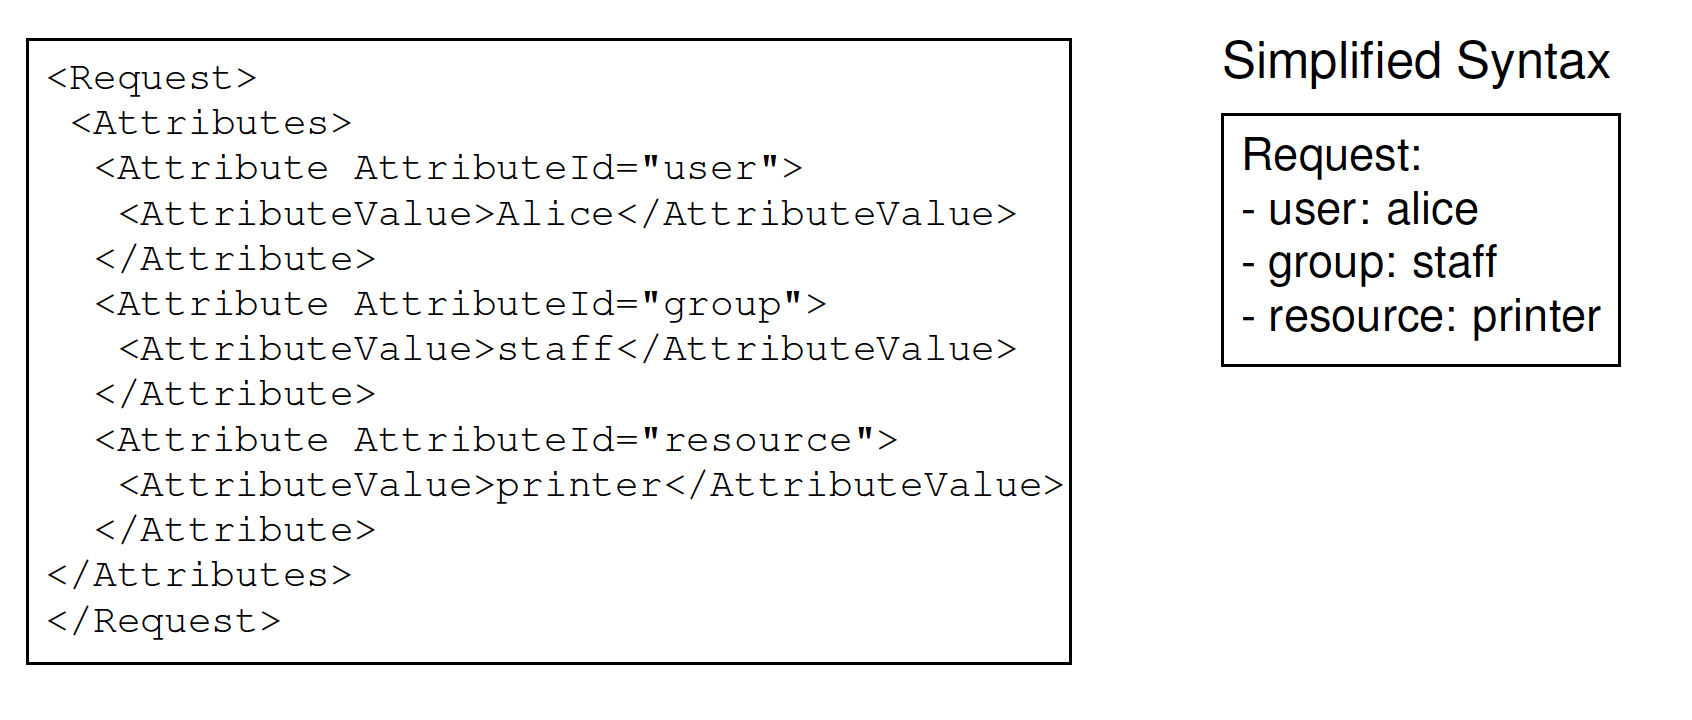 <Request>
 <Attributes>
  <Attribute AttributeId="user">
   <AttributeValue>Alice</AttributeValue>
  </Attribute>
  <Attribute AttributeId="group">
   <AttributeValue>staff</AttributeValue>
  </Attribute>
  <Attribute AttributeId="resource">
   <AttributeValue>printer</AttributeValue>
  </Attribute>
</Attributes>
</Request>
Simplified Syntax
Request:
- user: alice
- group: staff
- resource: printer